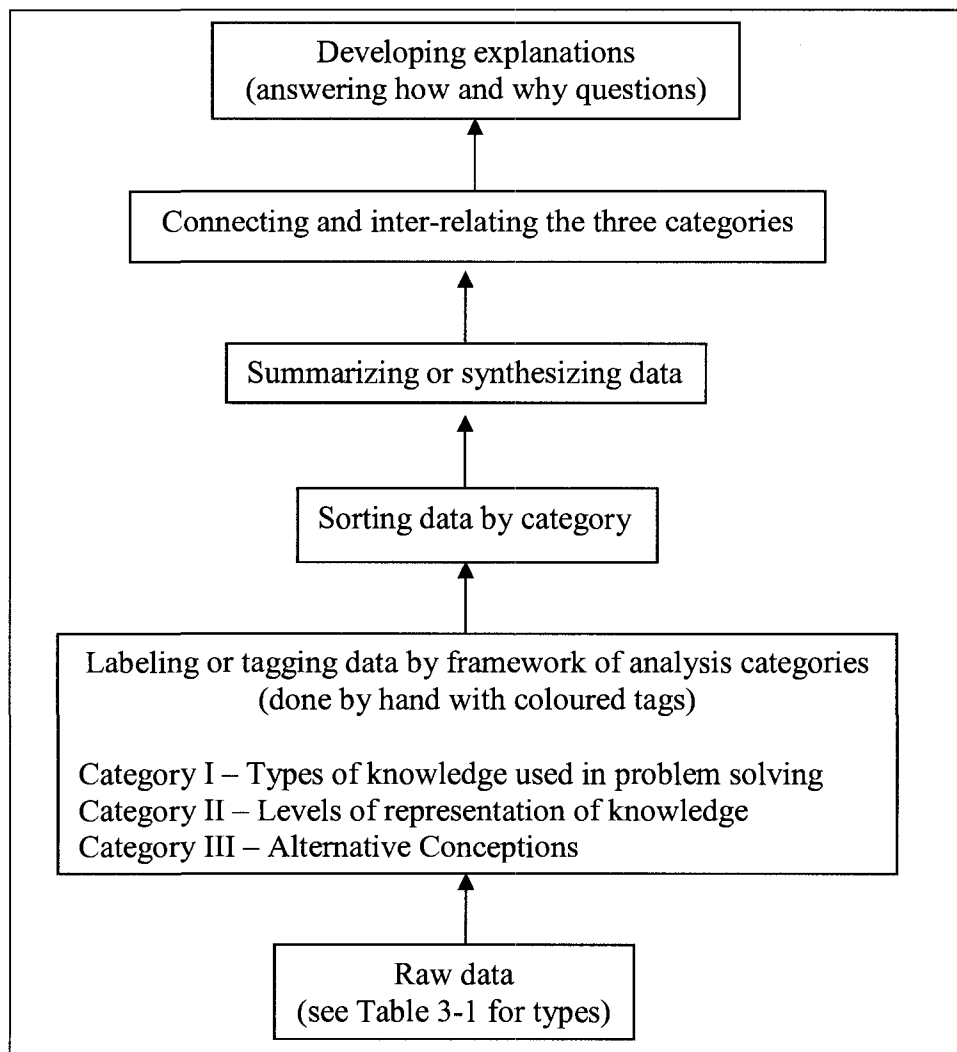 Developing explanations
(answering how and why questions)
Connecting and inter-relating the three categories
Summarizing or synthesizing data
Sorting data by category
Labeling or tagging data by framework of analysis categories
(done by hand with coloured tags)
Category I – Types of knowledge used in problem solving
Category II – Levels of representation of knowledge
Category III – Alternative Conceptions
Raw data
(see Table 3-1 for types)